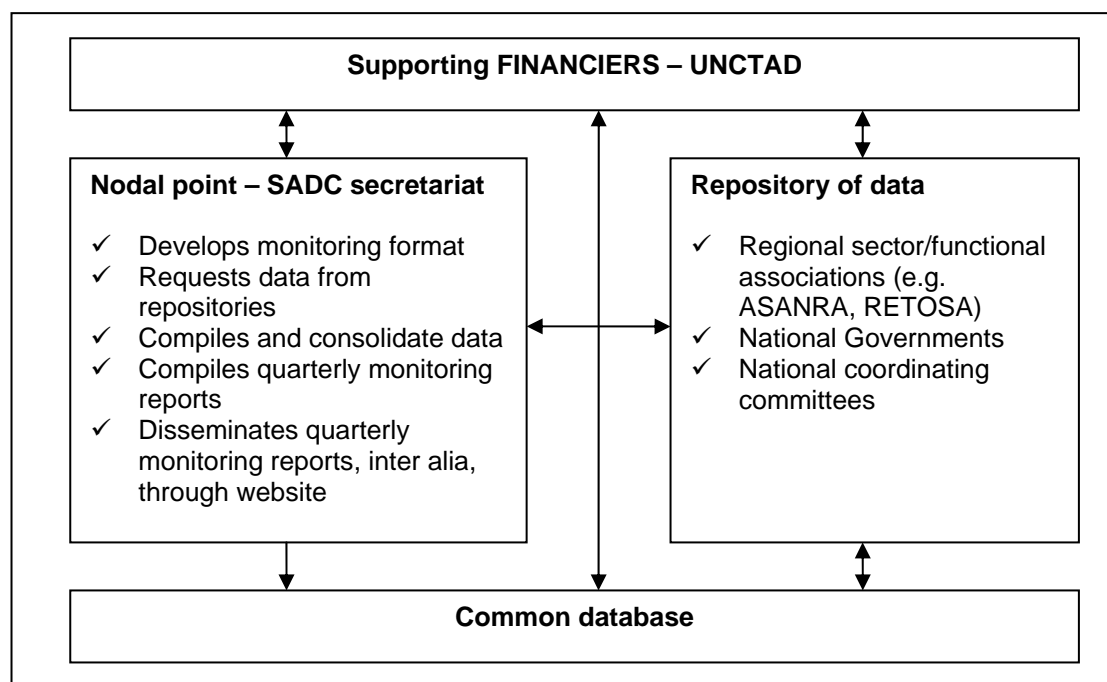 Supporting FINANCIERS – UNCTAD
Nodal point – SADC secretariat
✓ Develops monitoring format
✓ Requests data from
repositories
✓ Compiles and consolidate data
✓ Compiles quarterly monitoring
reports
✓ Disseminates quarterly
monitoring reports, inter alia,
through website
Repository of data
✓ Regional sector/functional
associations (e.g.
ASANRA, RETOSA)
✓ National Governments
✓ National coordinating
committees
Common database